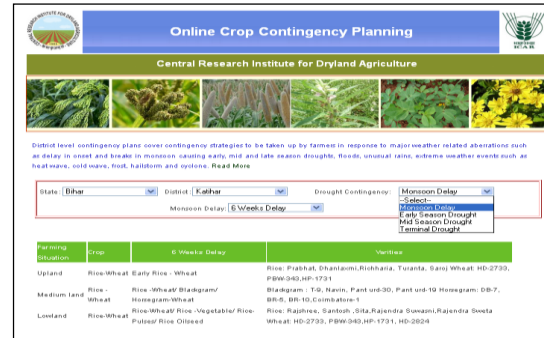 Online Crop Contingency Planning
Central Research Institute for Dryland Agriculture
ICAR
District level contingency plans cover contingency strategies to be taken up by farmers in response to major weather related aberrations such
as delay in onset and breaks in monsoon causing early, mid and late season droughts, floods, unusual rains, extreme weather events such as
heat wave, cold wave, frost, hailstorm and cyclone. Read More
State: Bihar District: Katihar Drought Contingency: Monsoon Delay
--Select--
Monsoon Delay
Early Season Drought
Mid Season Drought
Terminal Drought
Monsoon Delay: 6 Weeks Delay
Farming Situation Crop 6 Weeks Delay Verities
Upland Rice-Wheat Early Rice - Wheat Rice: Prabhat, Dhanlaxmi, Richharia, Turanta, Saroj Wheat: HD-2733,
PBW-343,HP-1731
Medium land Rice - Wheat Rice -Wheat/ Blackgram/ Horsegram-Wheat Blackgram : T-9, Navin, Pant urd-30, Pant urd-19 Horsegram: DB-7,
BR-5, BR-10,Coimbatore-1
Lowland Rice-Wheat Rice-Wheat/ Rice -Vegetable/ Rice-Pulses/ Rice Oilseed Rice: Rajshree, Santosh ,Sita,Rajendra Suwasni,Rajendra Sweta
Wheat: HD-2733, PBW-343,HP-1731, HD-2824